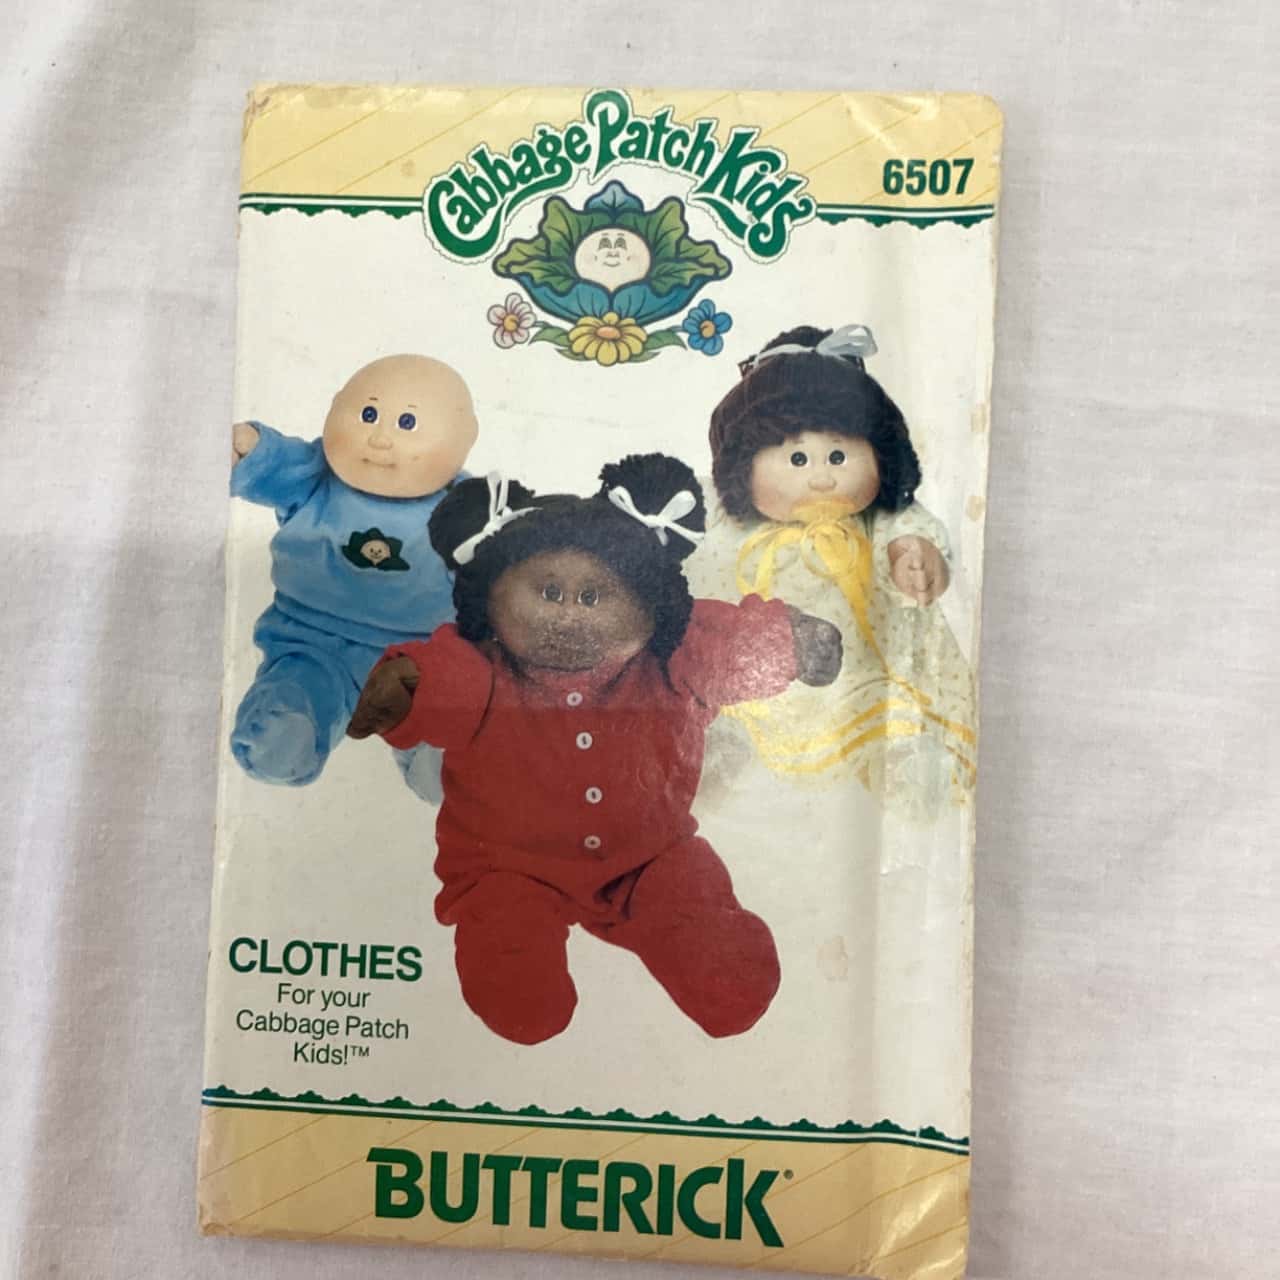 Cabbage Patch Kids
6507
CLOTHES
For your
Cabbage Patch
Kids!™
BUTTERICK®